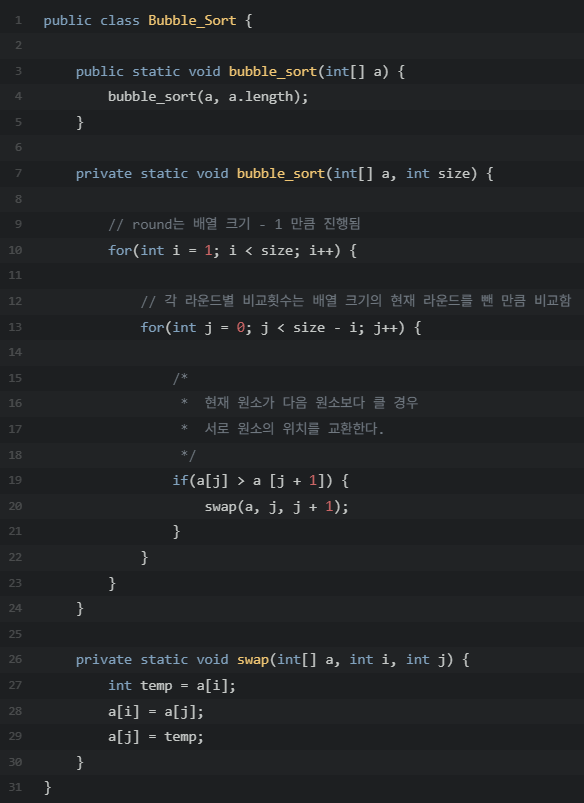 1 public class Bubble_Sort {
2
3 public static void bubble_sort(int[] a) {
4 bubble_sort(a, a.length);
5 }
6
7 private static void bubble_sort(int[] a, int size) {
8
9 // round는 배열 크기 - 1 만큼 진행됨
10 for(int i = 1; i < size; i++) {
11
12 // 각 라운드별 비교횟수는 배열 크기의 현재 라운드를 뺀 만큼 비교함
13 for(int j = 0; j < size - i; j++) {
14
15 /*
16 * 현재 원소가 다음 원소보다 클 경우
17 * 서로 원소의 위치를 교환한다.
18 */
19 if(a[j] > a [j + 1]) {
20 swap(a, j, j + 1);
21 }
22 }
23 }
24 }
25
26 private static void swap(int[] a, int i, int j) {
27 int temp = a[i];
28 a[i] = a[j];
29 a[j] = temp;
30 }
31 }